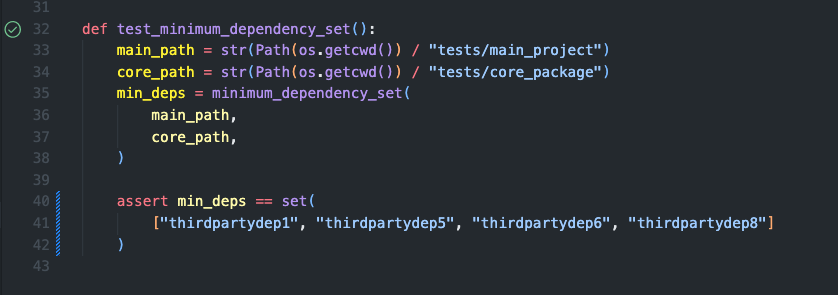 31
32 def test_minimum_dependency_set():
33     main_path = str(Path(os.getcwd()) / "tests/main_project")
34     core_path = str(Path(os.getcwd()) / "tests/core_package")
35     min_deps = minimum_dependency_set(
36         main_path,
37         core_path,
38     )
39
40     assert min_deps == set(
41         ["thirdpartydep1", "thirdpartydep5", "thirdpartydep6", "thirdpartydep8"]
42     )
43